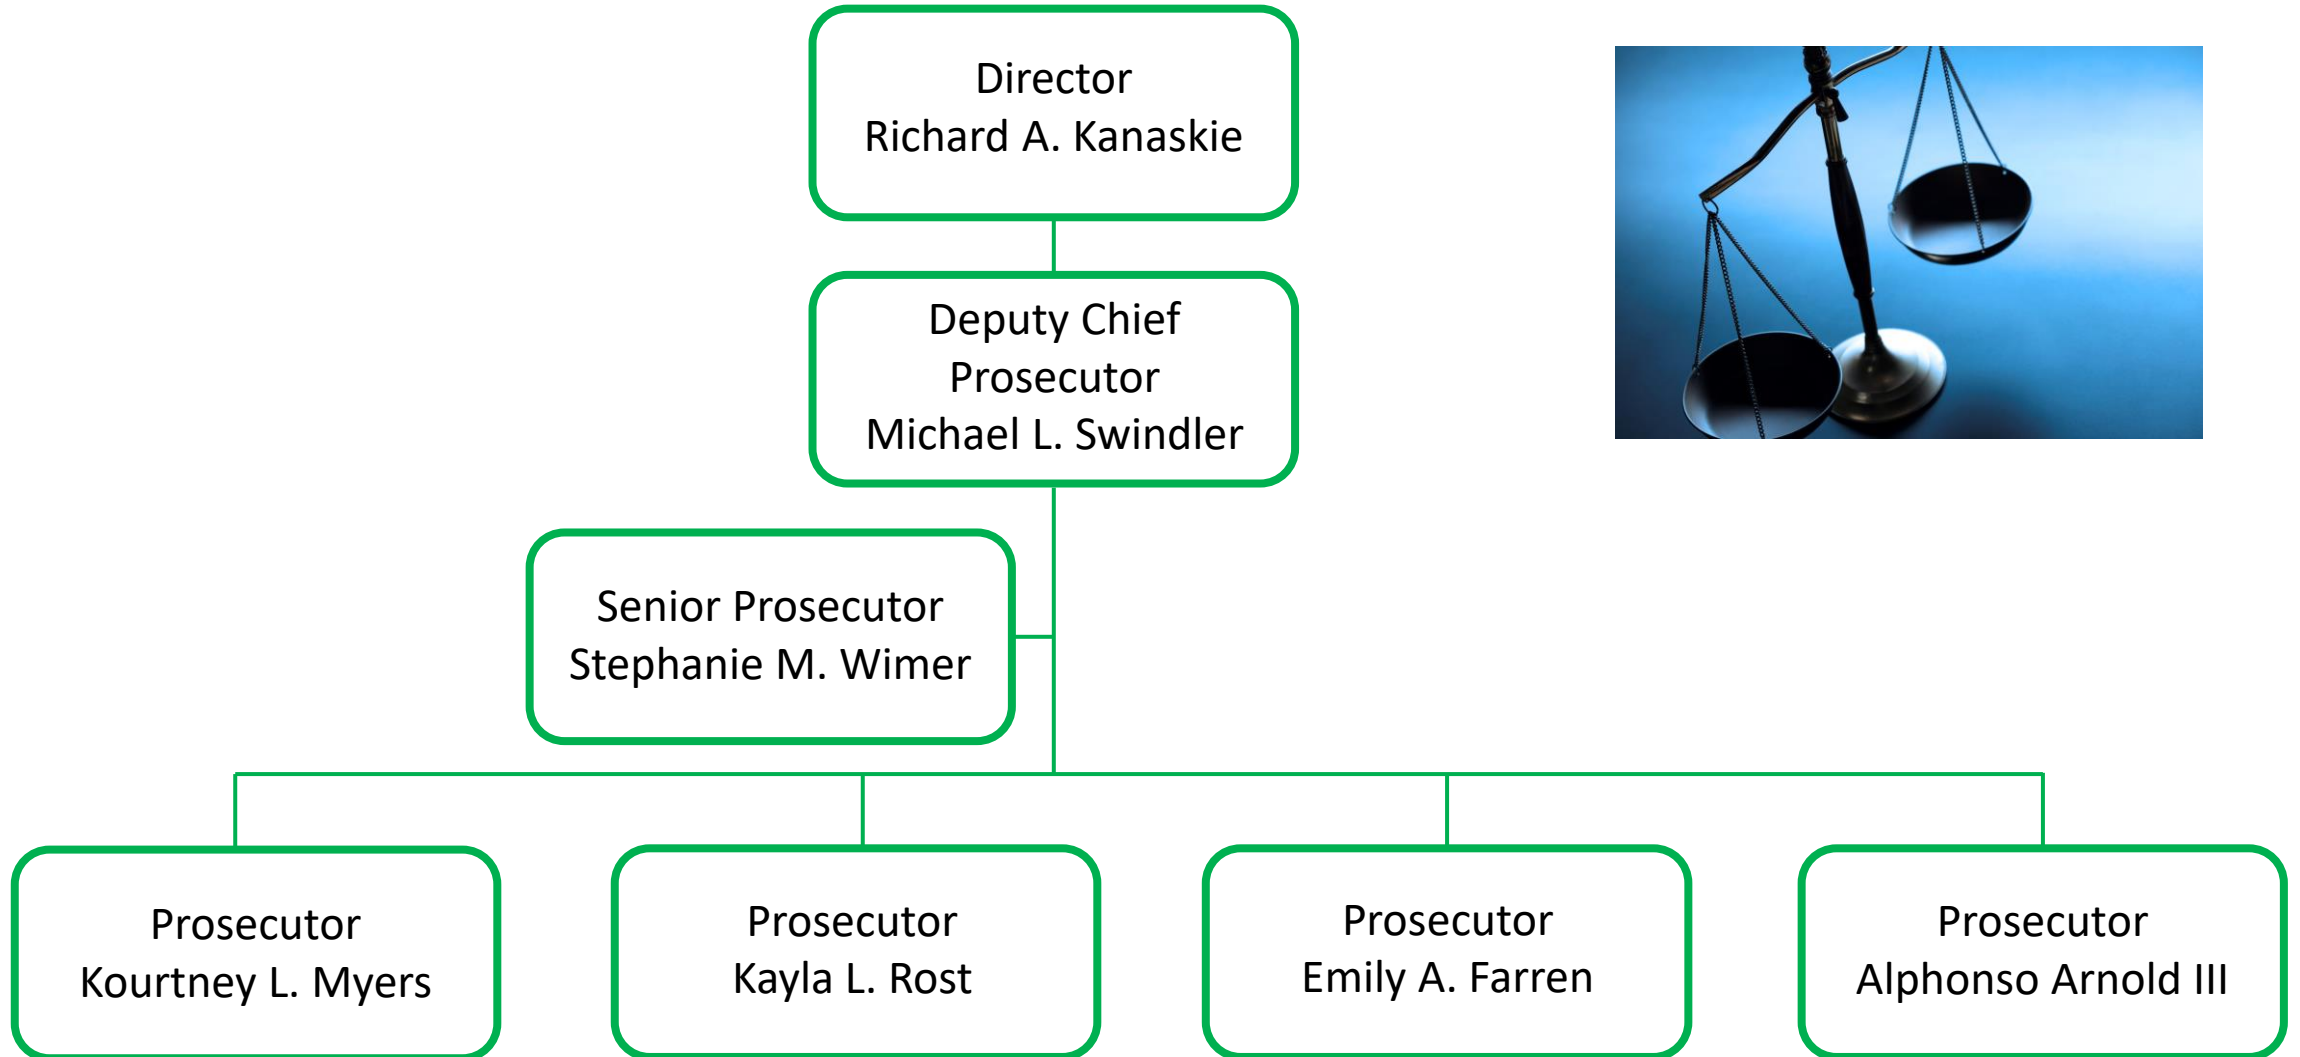 Director
Richard A. Kanaskie
Deputy Chief
Prosecutor
Michael L. Swindler
Senior Prosecutor
Stephanie M. Wimer
Prosecutor
Kourtney L. Myers
Prosecutor
Kayla L. Rost
Prosecutor
Emily A. Farren
Prosecutor
Alphonso Arnold III